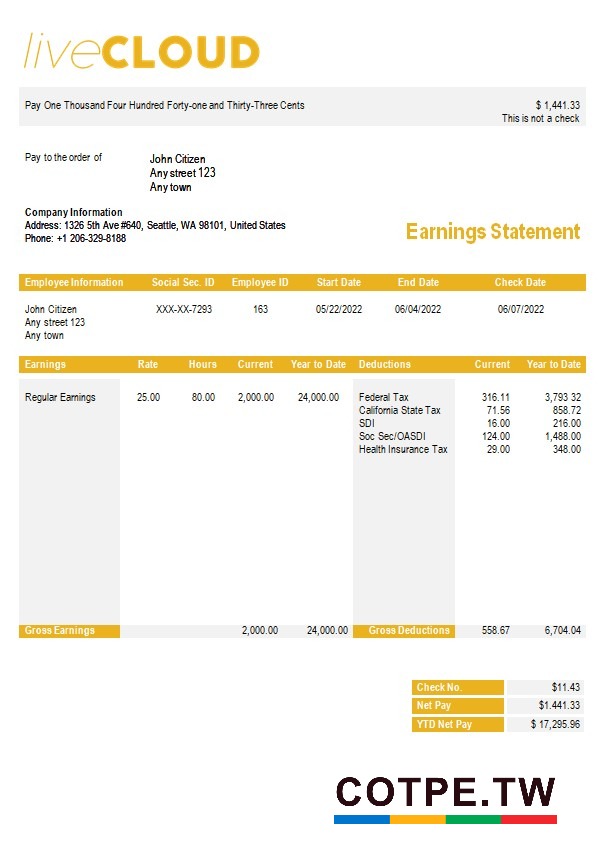 liveCLOUD
Pay One Thousand Four Hundred Forty-one and Thirty-Three Cents $ 1,441.33
This is not a check
Pay to the order of John Citizen
Any street 123
Any town
Company Information
Address: 1326 5th Ave #640, Seattle, WA 98101, United States
Phone: +1 206-329-8188
Earnings Statement
Employee Information Social Sec. ID Employee ID Start Date End Date Check Date
John Citizen XXX-XX-7293 163 05/22/2022 06/04/2022 06/07/2022
Any street 123
Any town
Earnings Rate Hours Current Year to Date Deductions Current Year to Date
Regular Earnings 25.00 80.00 2,000.00 24,000.00 Federal Tax 316.11 3,793 32
California State Tax 71.56 858.72
SDI 16.00 216.00
Soc Sec/OASDI 124.00 1,488.00
Health Insurance Tax 29.00 348.00
Gross Earnings 2,000.00 24,000.00 Gross Deductions 558.67 6,704.04
Check No. $11.43
Net Pay $1.441.33
YTD Net Pay $ 17,295.96
COTPE.TW